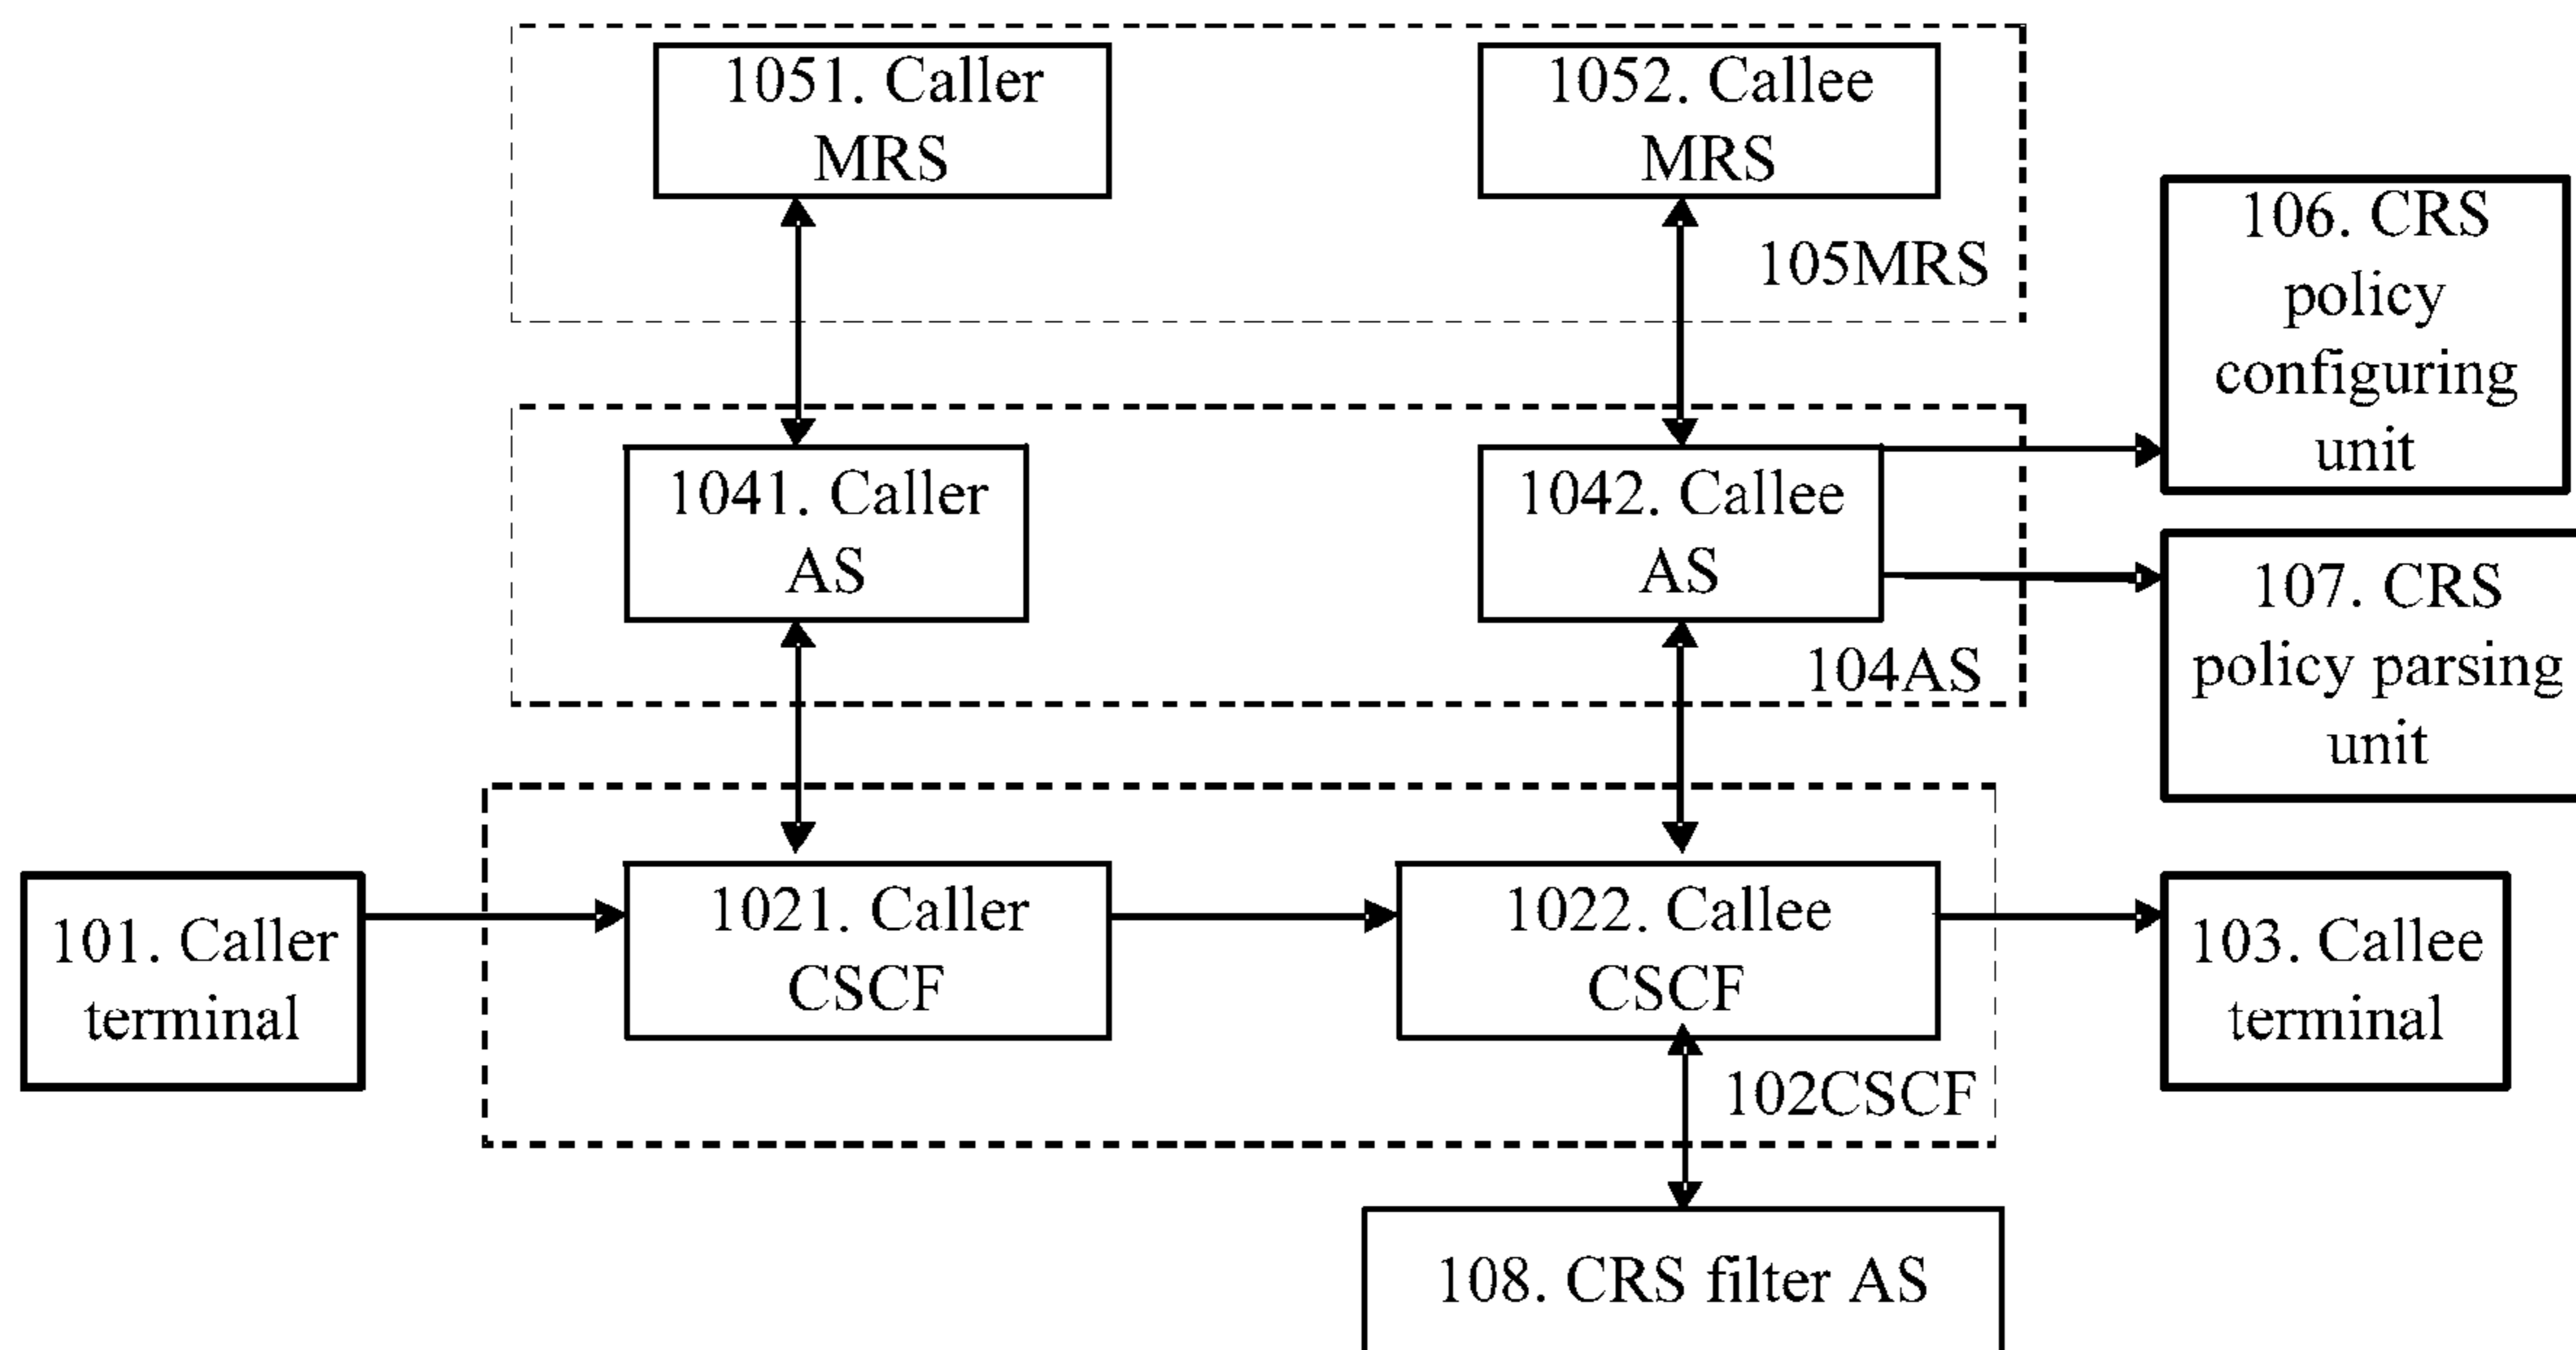 1051. Caller
MRS
1052. Callee
MRS
105MRS
106. CRS
policy
configuring
unit
1041. Caller
AS
1042. Callee
AS
104AS
107. CRS
policy parsing
unit
101. Caller
terminal
1021. Caller
CSCF
1022. Callee
CSCF
102CSCF
103. Callee
terminal
108. CRS filter AS